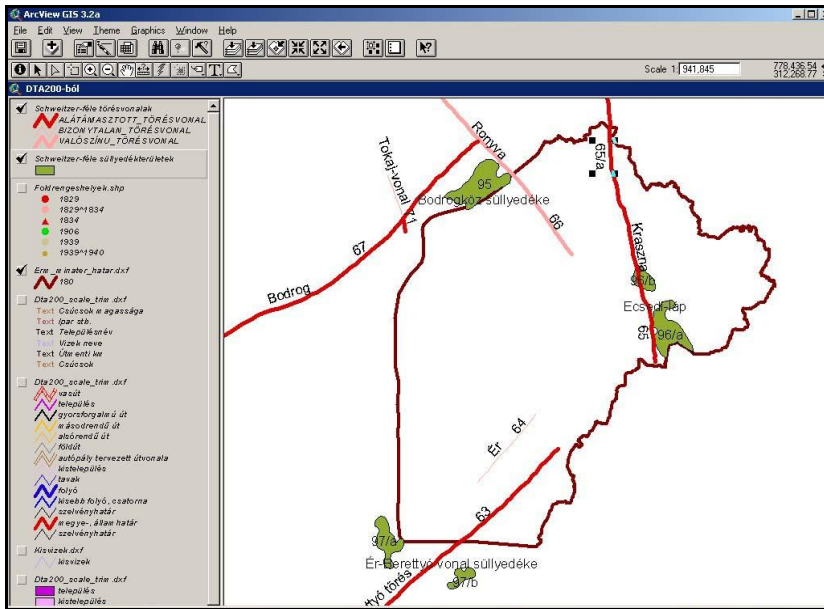 ArcView GIS 3.2a
File Edit View Theme Graphics Window Help
Scale 1: 941,845
778,436.54
312,268.77
DTA200-ból
Schweitzer-féle törésvonalak
ALÁTÁMASZTOTT_TÖRÉSVONAL
BIZONYTALAN_TÖRÉSVONAL
VALÓSZÍNU_TÖRÉSVONAL
Schweitzer-féle süllyedékterületek
Foldrengeshelyek.shp
1829
1829^1834
1834
1906
1939
1939^1940
Erm_minater_hatar.dxf
180
Dta200_scale_trim.dxf
Text Csúcsok magassága
Text Ipar stb.
Text Településnév
Text Vizek neve
Text Útmenti km
Text Csúcsok
Dta200_scale_trim.dxf
vasút
település
gyorsforgalmú út
másodrendű út
alsórendű út
földút
autópály tervezett útvonala
kistelepülés
tavak
folyó
kisebb folyó, csatorna
szelvényhatár
megye-, államhatár
szelvényhatár
Kisvizek.dxf
kisvizek
Dta200_scale_trim.dxf
település
kistelepülés
Ronyva
65/a
Tokaj-vonal 71
95
Bodrogköz süllyedéke
66
67
Bodrog
Kraszna
96/b
Ecsedi-láp
65
96/a
Ér 64
63
97/a
Ér-Berettyó vonal süllyedéke
97/b
ttyó törés